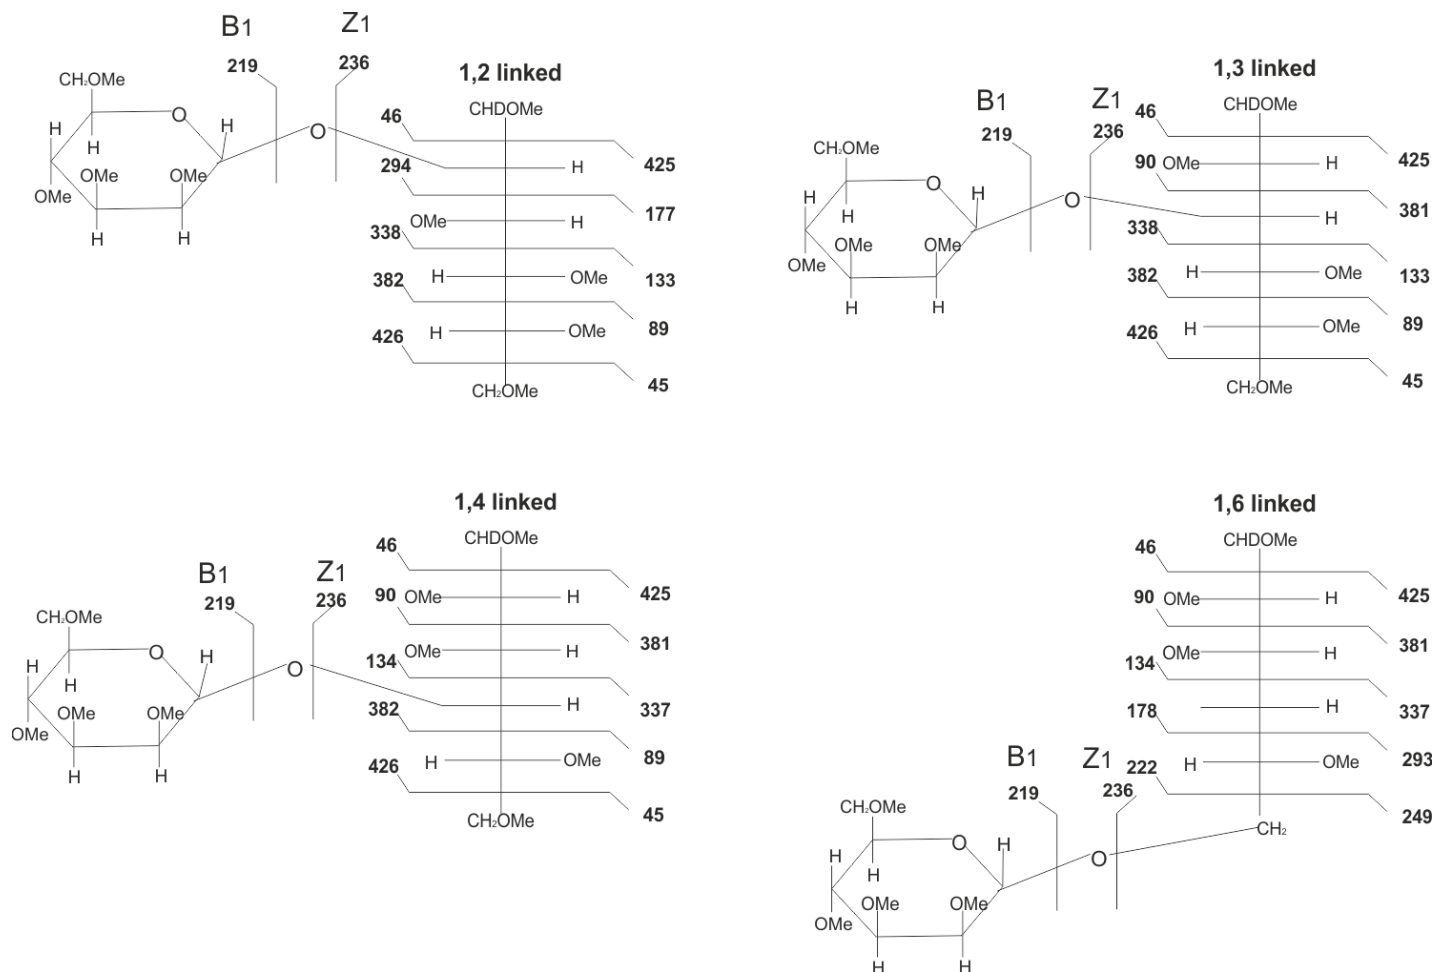 1,2 linked
B1
Z1
219
236
CH₂OMe
O
H
H
H
OMe
OMe
OMe
H
H
O
CHDOMe
46
425
294
H
177
OMe
H
338
133
H
OMe
382
89
H
OMe
426
45
CH₂OMe
1,3 linked
B1
Z1
219
236
CH₂OMe
O
H
H
H
OMe
OMe
OMe
H
H
O
CHDOMe
46
425
90
OMe
H
381
H
338
133
H
OMe
382
89
H
OMe
426
45
CH₂OMe
1,4 linked
B1
Z1
219
236
CH₂OMe
O
H
H
H
OMe
OMe
OMe
H
H
O
CHDOMe
46
425
90
OMe
H
381
OMe
H
134
337
H
382
89
H
OMe
426
45
CH₂OMe
1,6 linked
CHDOMe
46
425
90
OMe
H
381
OMe
H
134
337
H
178
293
H
OMe
222
249
CH₂
B1
Z1
219
236
CH₂OMe
O
H
H
H
OMe
OMe
OMe
H
H
O